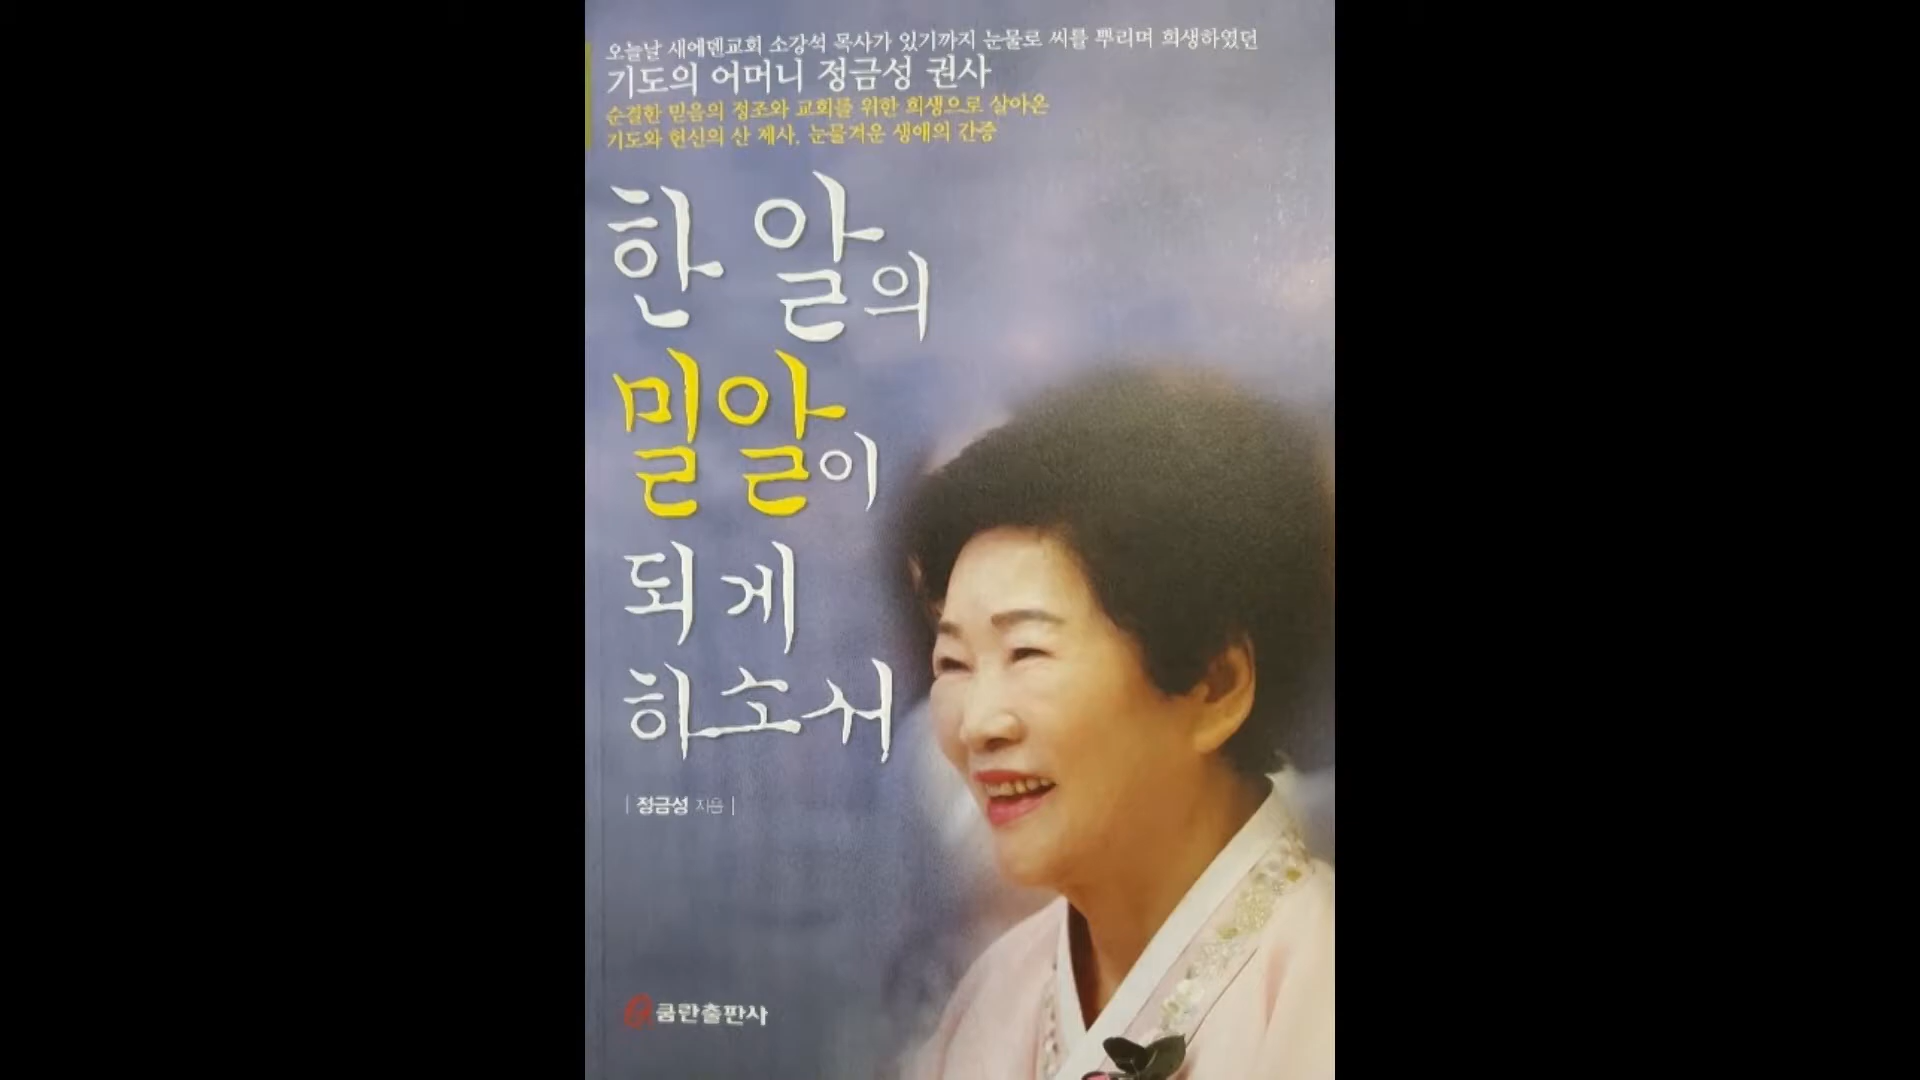 오늘날 새에덴교회 소강석 목사가 있기까지 눈물로 씨를 뿌리며 희생하였던
기도의 어머니 정금성 권사
순결한 믿음의 정조와 교회를 위한 희생으로 살아온
기도와 헌신의 산 제사, 눈물겨운 생애의 간증
한 알의
밀알이
되게
하소서
| 정금성 지음 |
쿰란출판사